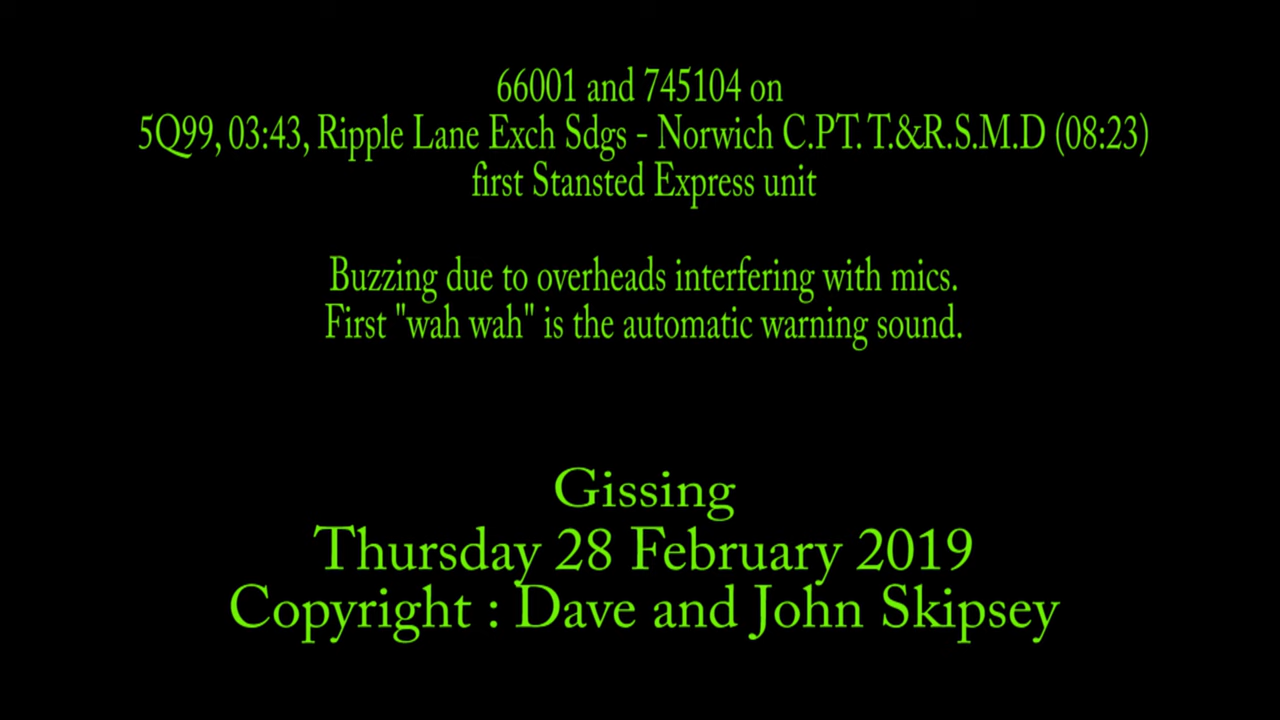 66001 and 745104 on
5Q99, 03:43, Ripple Lane Exch Sdgs - Norwich C.PT. T.&R.S.M.D (08:23)
first Stansted Express unit
Buzzing due to overheads interfering with mics.
First "wah wah" is the automatic warning sound.
Gissing
Thursday 28 February 2019
Copyright : Dave and John Skipsey